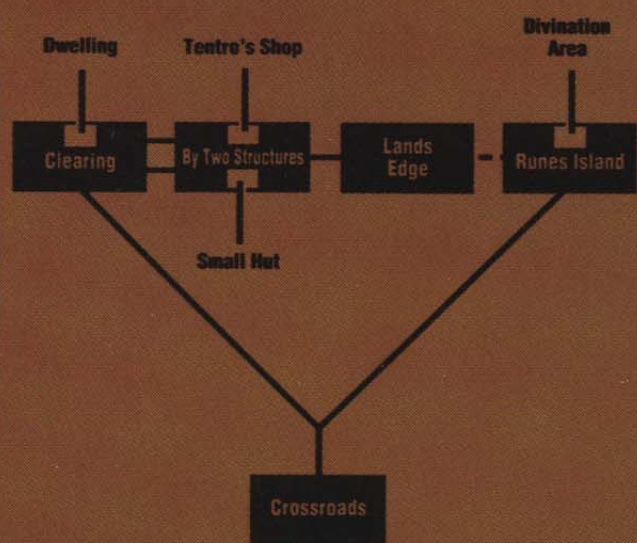 Dwelling
Tentro's Shop
Divination
Area
Clearing
By Two Structures
Lands
Edge
Runes Island
Small Hut
Crossroads